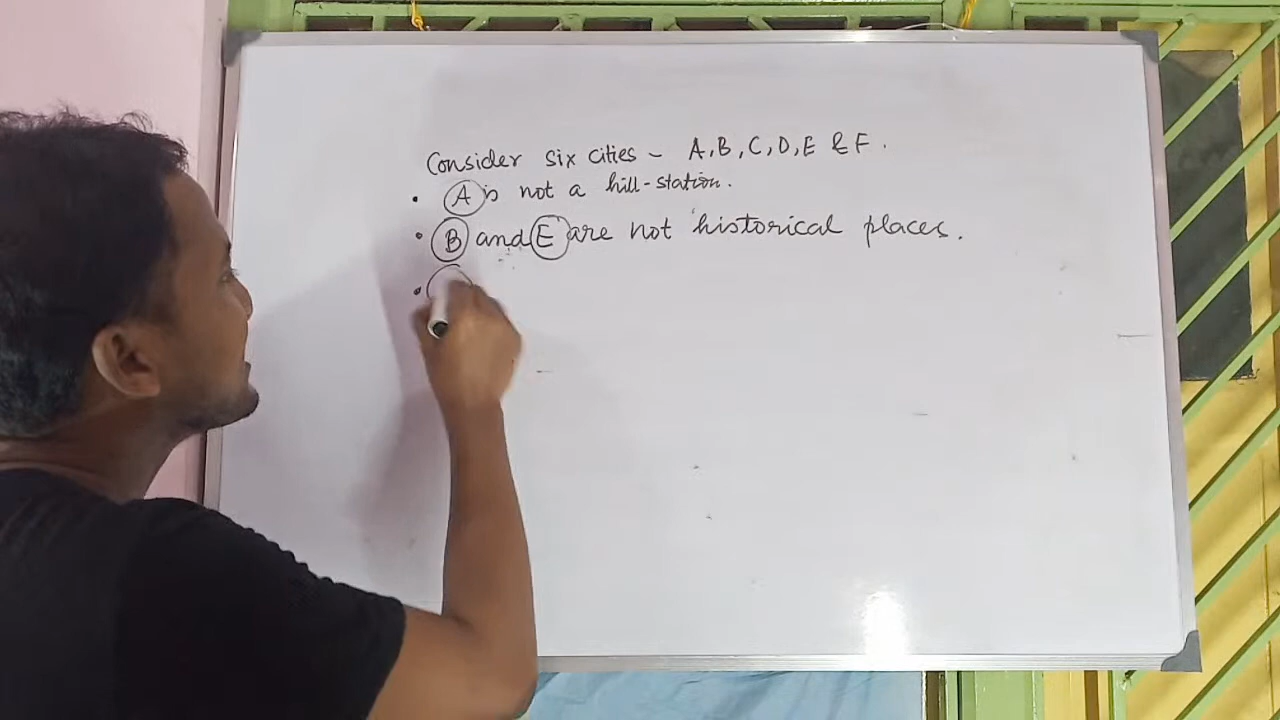 Consider six cities - A, B, C, D, E & F.
. A is not a hill-station.
. B and E are not historical places.